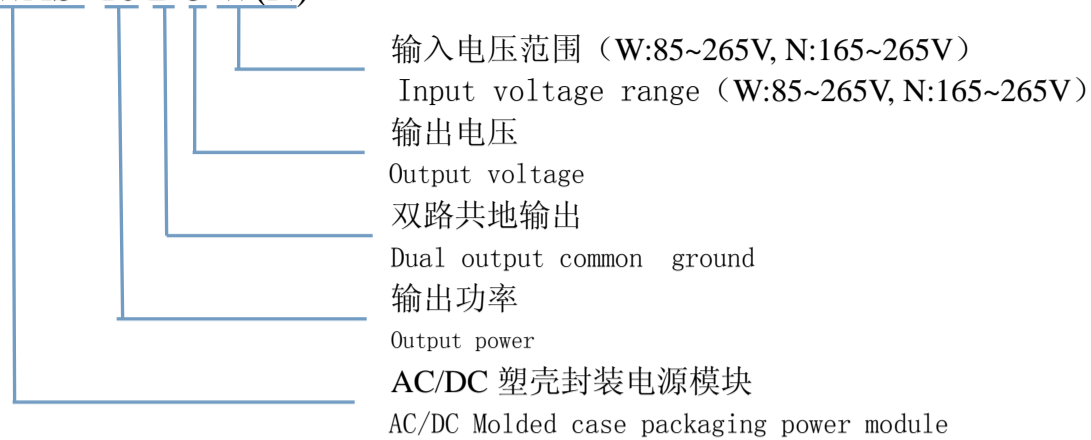 输入电压范围（W:85~265V, N:165~265V）
Input voltage range（W:85~265V, N:165~265V）
输出电压
Output voltage
双路共地输出
Dual output common ground
输出功率
Output power
AC/DC 塑壳封装电源模块
AC/DC Molded case packaging power module